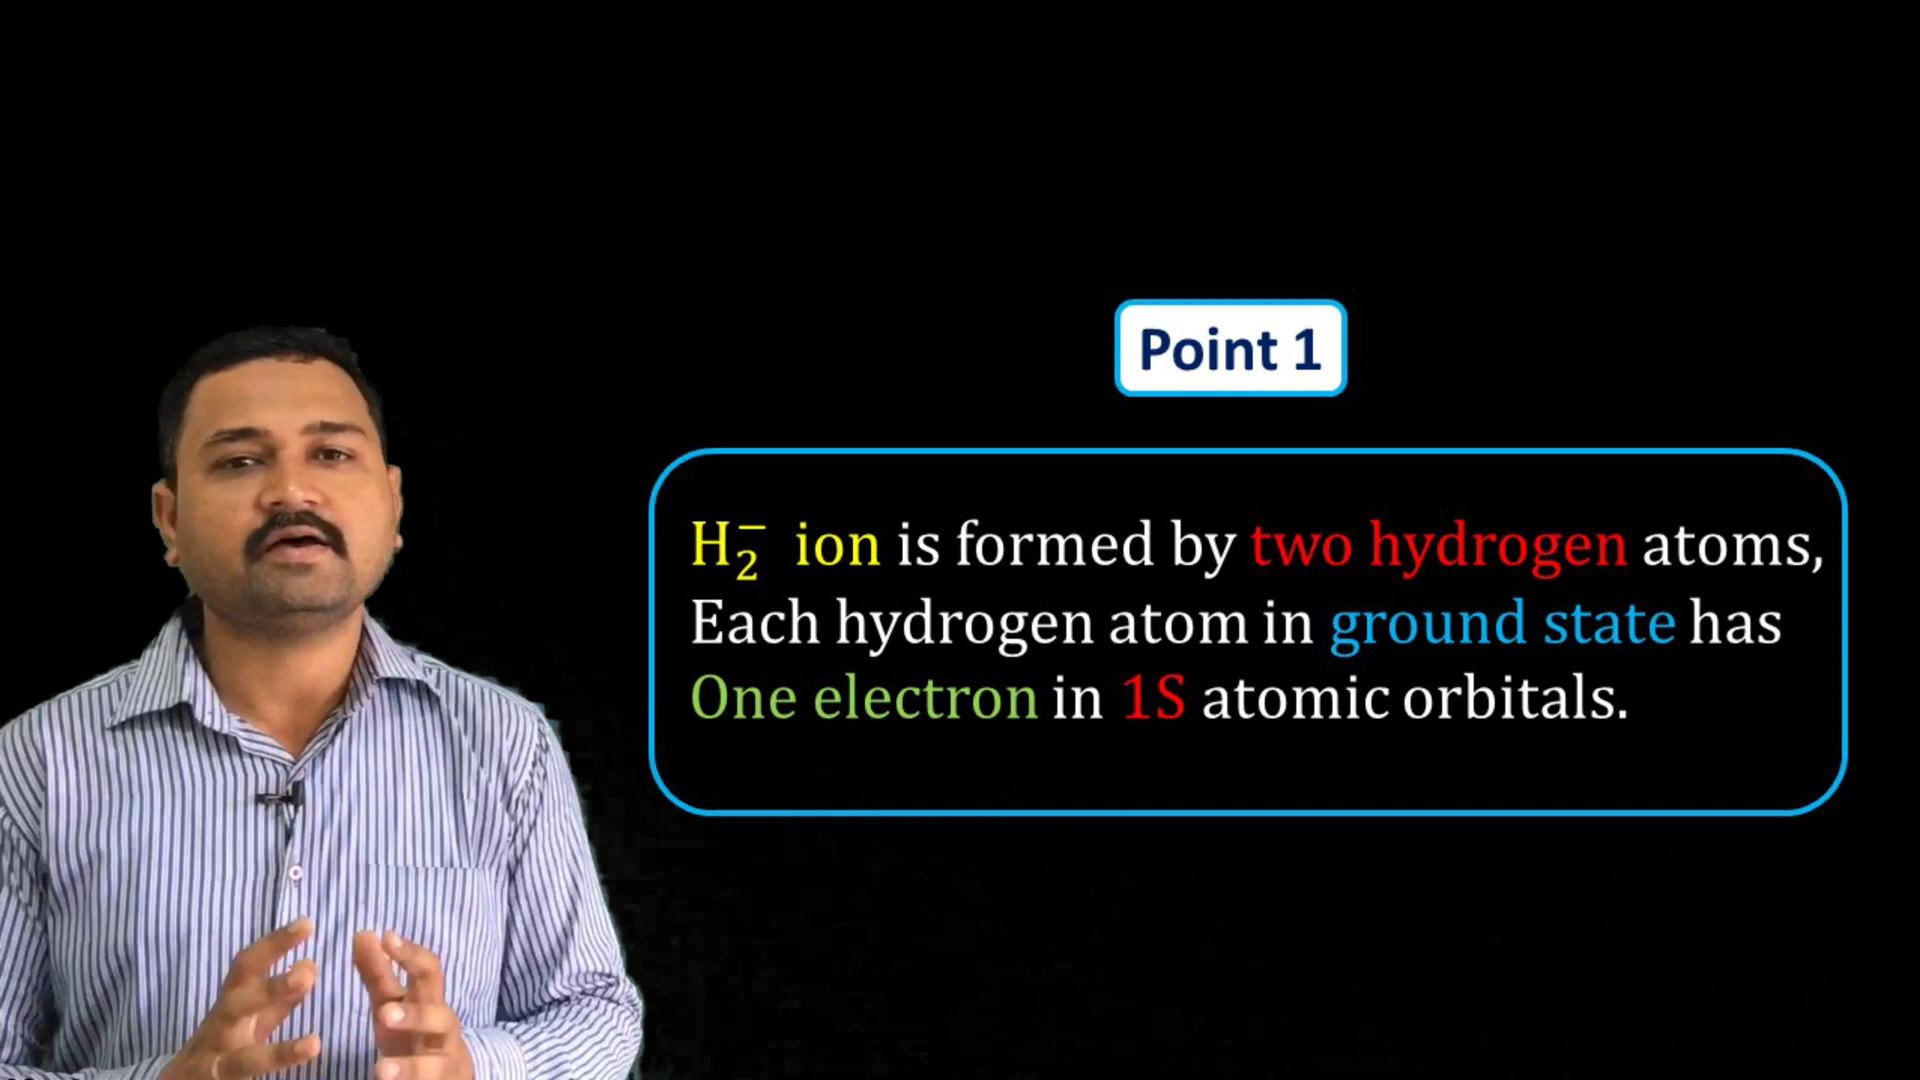 Point 1
H₂⁻ ion is formed by two hydrogen atoms,
Each hydrogen atom in ground state has
One electron in 1S atomic orbitals.